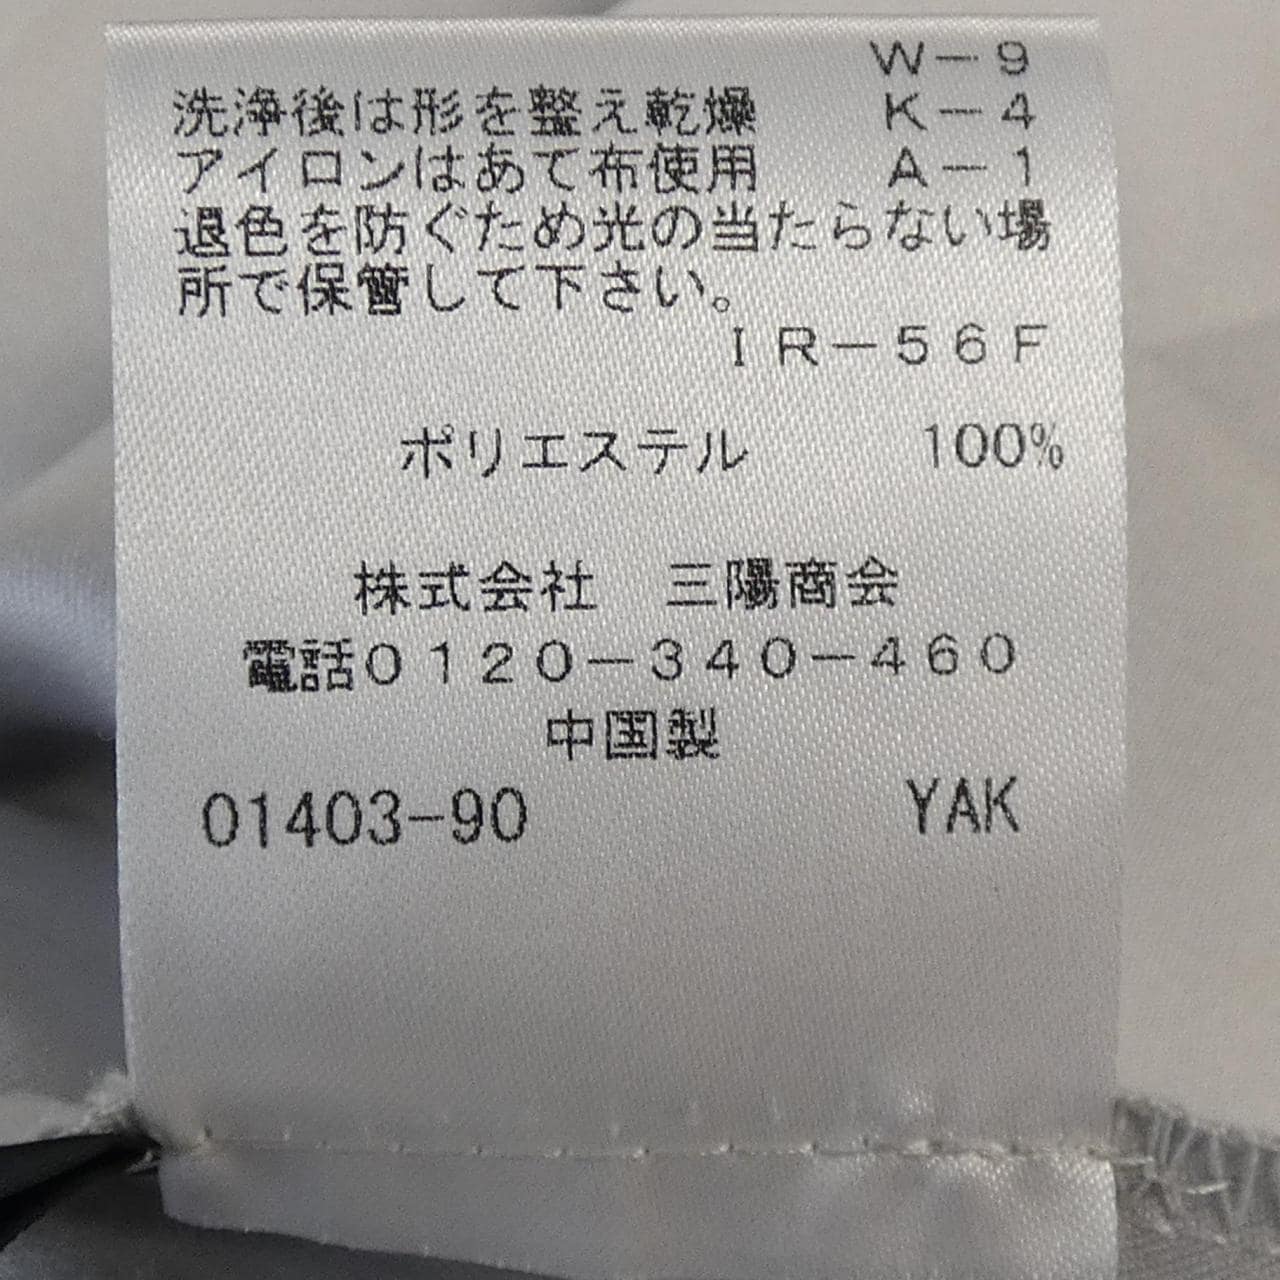 W－9
洗浄後は形を整え乾燥 K－4
アイロンはあて布使用 A－1
退色を防ぐため光の当たらない場
所で保管して下さい。
IR－56F
ポリエステル 100%
株式会社 三陽商会
電話0120－340－460
中国製
01403-90 YAK